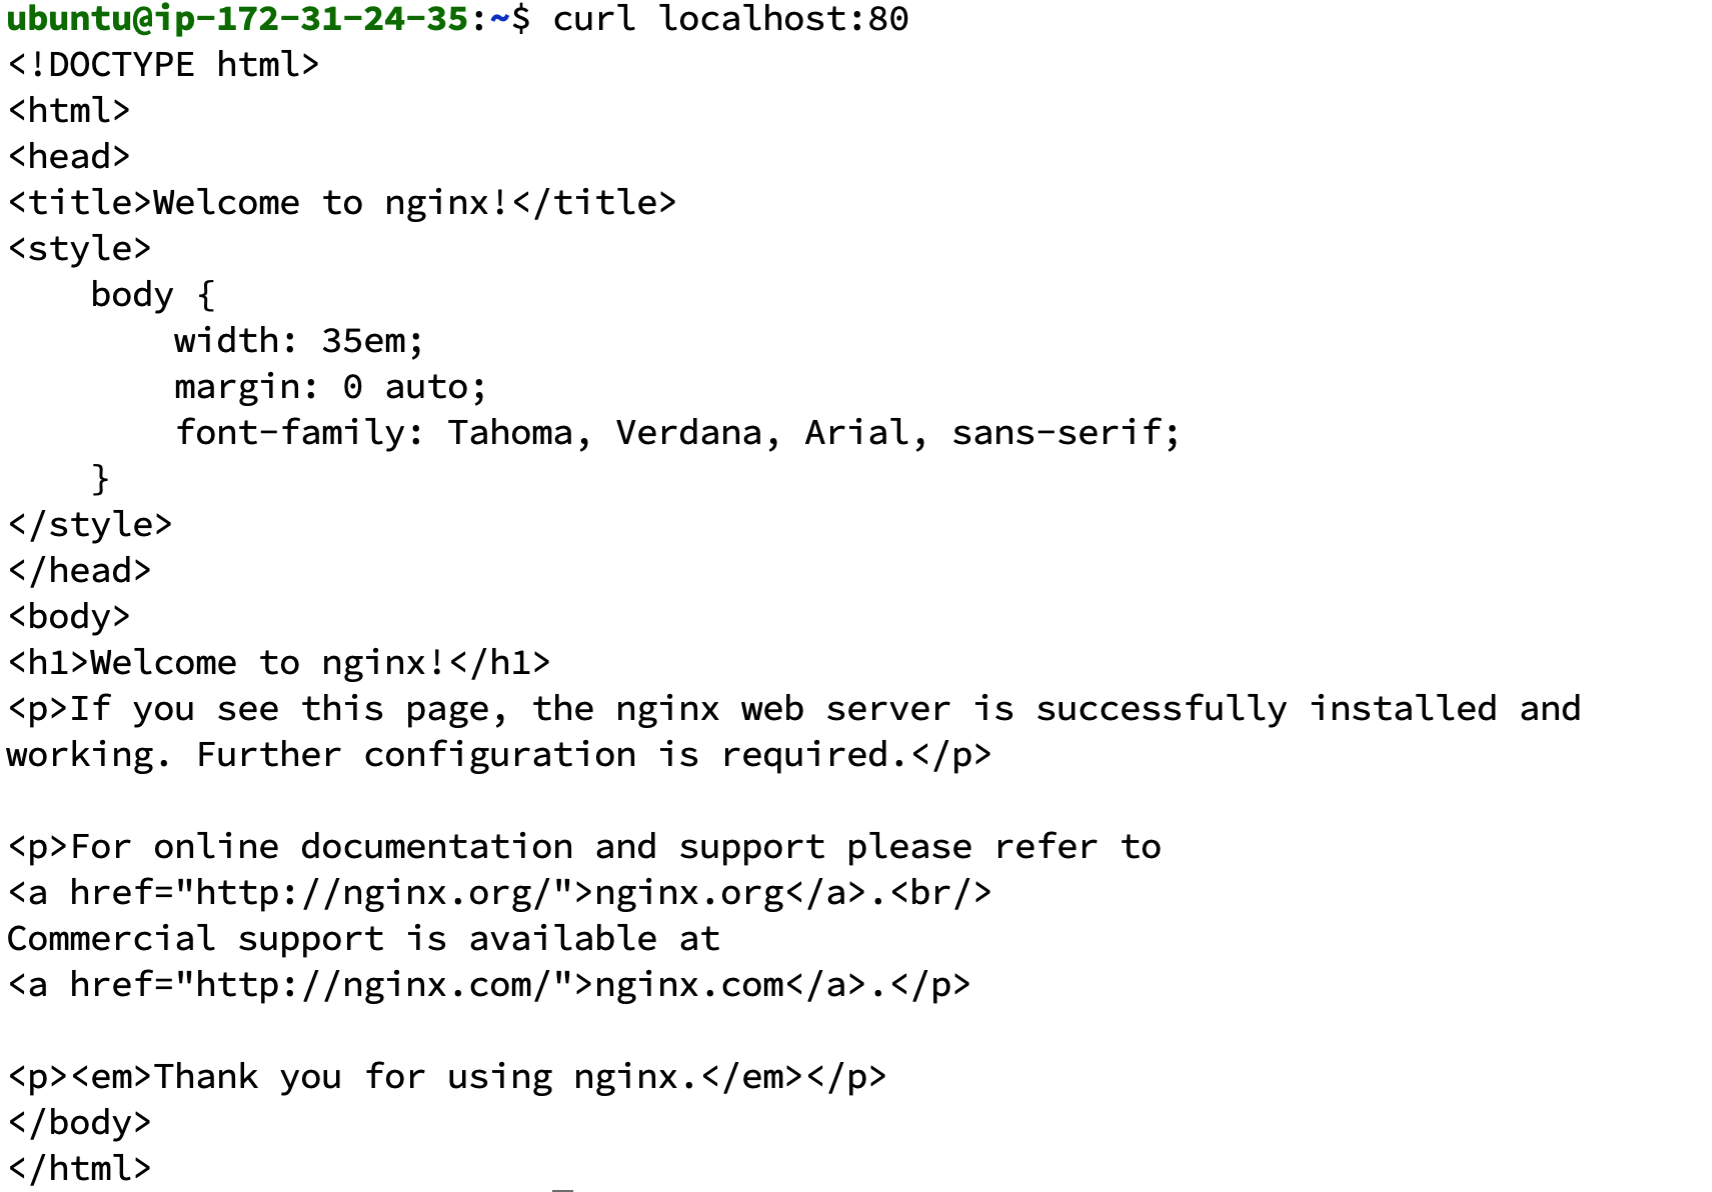 ubuntu@ip-172-31-24-35:~$ curl localhost:80
<!DOCTYPE html>
<html>
<head>
<title>Welcome to nginx!</title>
<style>
    body {
        width: 35em;
        margin: 0 auto;
        font-family: Tahoma, Verdana, Arial, sans-serif;
    }
</style>
</head>
<body>
<h1>Welcome to nginx!</h1>
<p>If you see this page, the nginx web server is successfully installed and
working. Further configuration is required.</p>

<p>For online documentation and support please refer to
<a href="http://nginx.org/">nginx.org</a>.<br/>
Commercial support is available at
<a href="http://nginx.com/">nginx.com</a>.</p>

<p><em>Thank you for using nginx.</em></p>
</body>
</html>